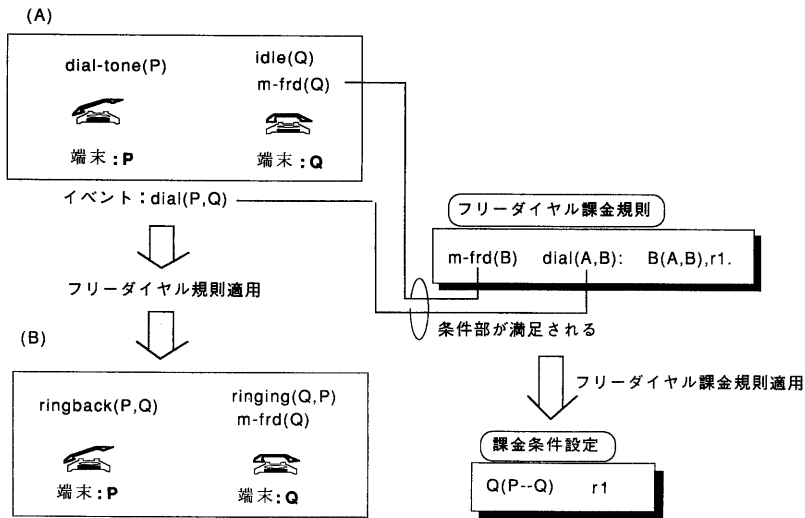 (A)
dial-tone(P)
idle(Q)
m-frd(Q)
端末:P
端末:Q
イベント:dial(P,Q)
フリーダイヤル規則適用
フリーダイヤル課金規則
m-frd(B) dial(A,B): B(A,B),r1.
条件部が満足される
(B)
ringback(P,Q)
ringing(Q,P)
m-frd(Q)
端末:P
端末:Q
フリーダイヤル課金規則適用
課金条件設定
Q(P--Q) r1